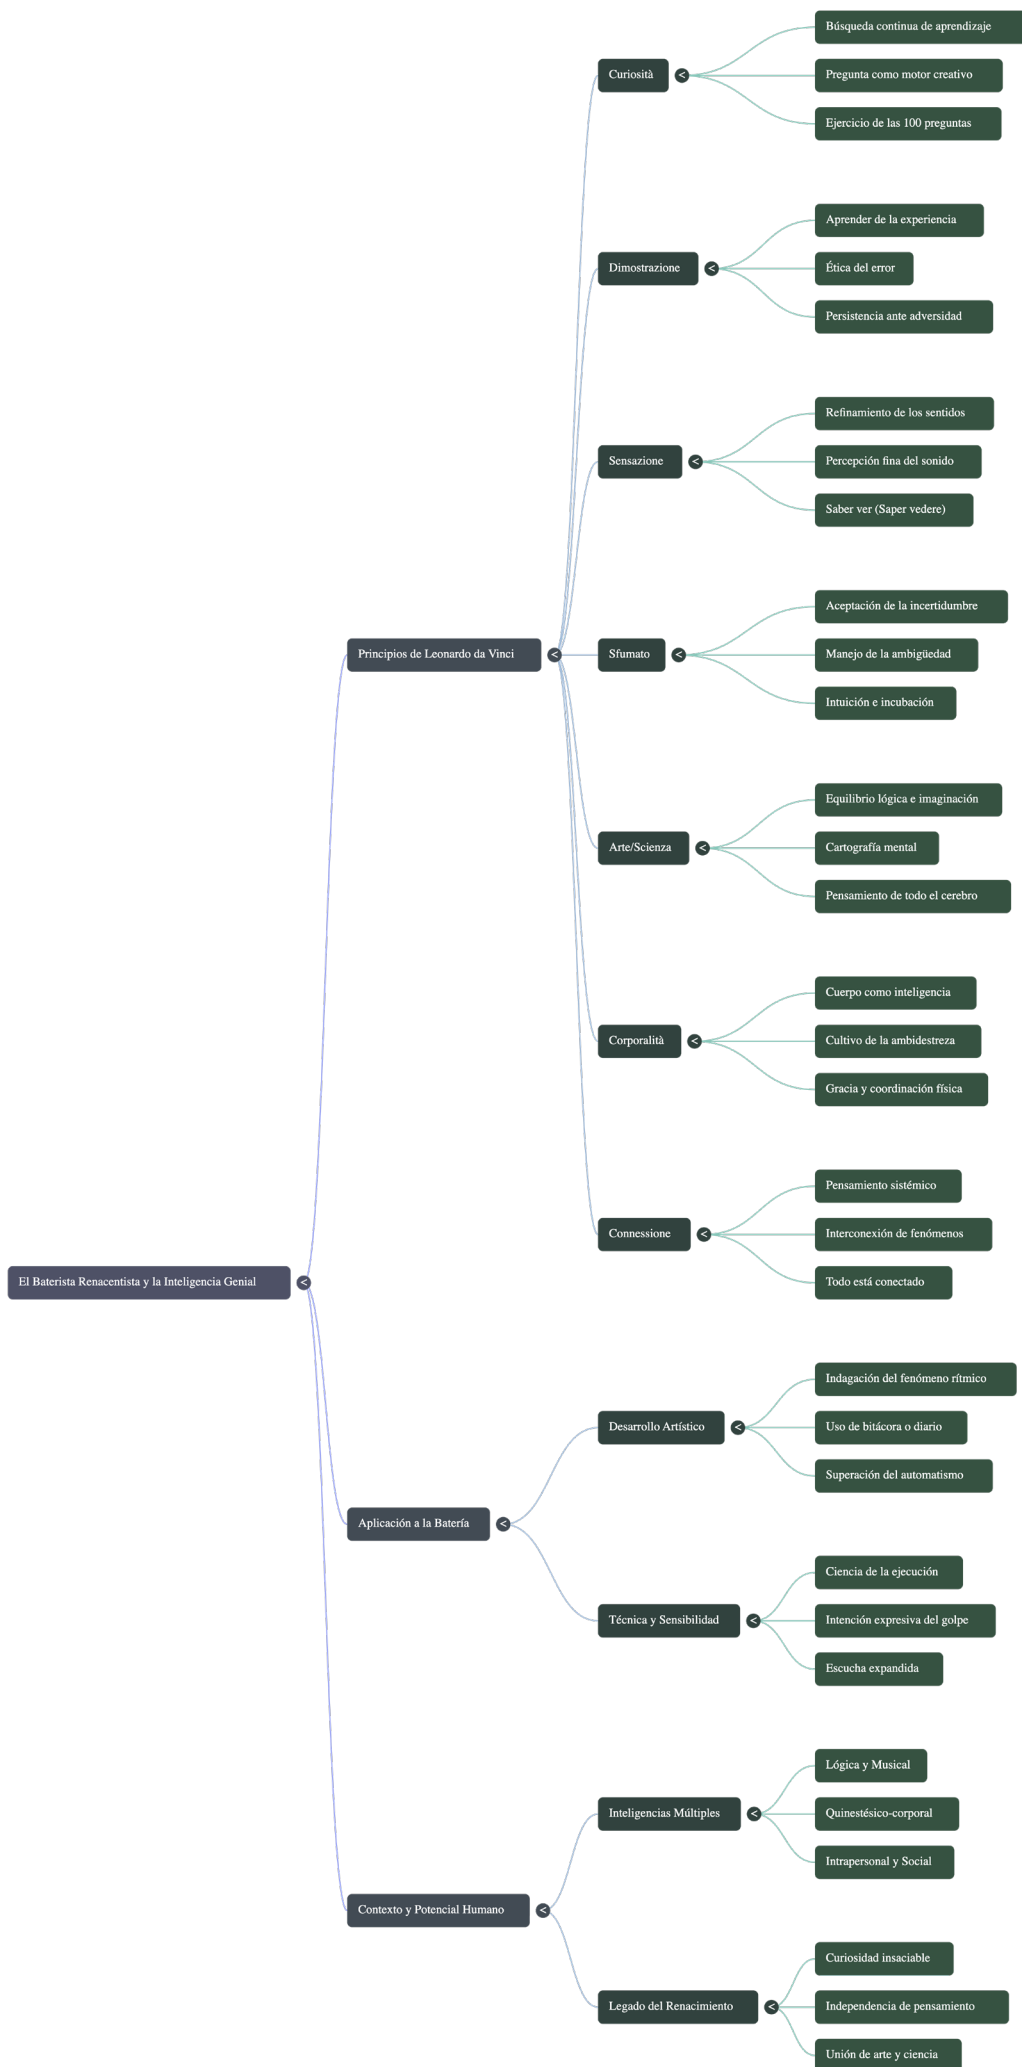 El Baterista Renacentista y la Inteligencia Genial
Principios de Leonardo da Vinci
Curiosità
Búsqueda continua de aprendizaje
Pregunta como motor creativo
Ejercicio de las 100 preguntas
Dimostrazione
Aprender de la experiencia
Ética del error
Persistencia ante adversidad
Sensazione
Refinamiento de los sentidos
Percepción fina del sonido
Saber ver (Saper vedere)
Sfumato
Aceptación de la incertidumbre
Manejo de la ambigüedad
Intuición e incubación
Arte/Scienza
Equilibrio lógica e imaginación
Cartografía mental
Pensamiento de todo el cerebro
Corporalità
Cuerpo como inteligencia
Cultivo de la ambidestreza
Gracia y coordinación física
Connessione
Pensamiento sistémico
Interconexión de fenómenos
Todo está conectado
Aplicación a la Batería
Desarrollo Artístico
Indagación del fenómeno rítmico
Uso de bitácora o diario
Superación del automatismo
Técnica y Sensibilidad
Ciencia de la ejecución
Intención expresiva del golpe
Escucha expandida
Contexto y Potencial Humano
Inteligencias Múltiples
Lógica y Musical
Quinestésico-corporal
Intrapersonal y Social
Legado del Renacimiento
Curiosidad insaciable
Independencia de pensamiento
Unión de arte y ciencia